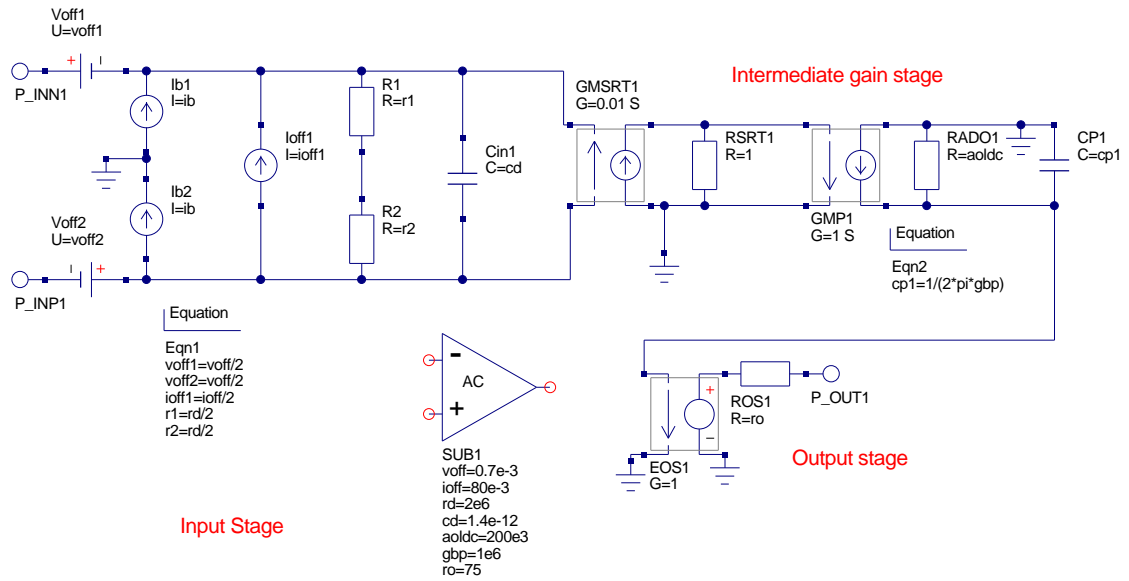 Voff1
U=voff1
+
P_INN1
Ib1
I=ib
Ioff1
I=ioff1
R1
R=r1
Cin1
C=cd
Ib2
I=ib
R2
R=r2
Voff2
U=voff2
+
P_INP1
GMSRT1
G=0.01 S
Intermediate gain stage
RSRT1
R=1
GMP1
G=1 S
RADO1
R=aoldc
CP1
C=cp1
Equation
Eqn2
cp1=1/(2*pi*gbp)
Equation
Eqn1
voff1=voff/2
voff2=voff/2
ioff1=ioff/2
r1=rd/2
r2=rd/2
-
AC
+
SUB1
voff=0.7e-3
ioff=80e-3
rd=2e6
cd=1.4e-12
aoldc=200e3
gbp=1e6
ro=75
EOS1
G=1
+
−
ROS1
R=ro
P_OUT1
Output stage
Input Stage